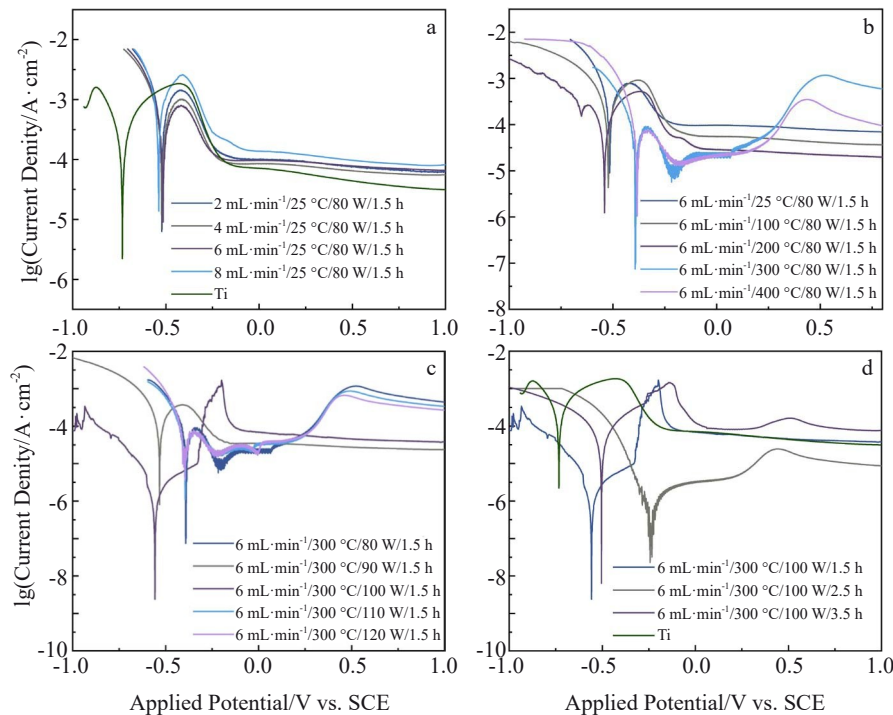 a
-2
-3
-4
-5
-6
-1.0 -0.5 0.0 0.5 1.0
2 mL·min⁻¹/25 °C/80 W/1.5 h
4 mL·min⁻¹/25 °C/80 W/1.5 h
6 mL·min⁻¹/25 °C/80 W/1.5 h
8 mL·min⁻¹/25 °C/80 W/1.5 h
Ti
lg(Current Denity/A·cm⁻²)
b
-2
-3
-4
-5
-6
-7
-8
-1.0 -0.5 0.0 0.5
6 mL·min⁻¹/25 °C/80 W/1.5 h
6 mL·min⁻¹/100 °C/80 W/1.5 h
6 mL·min⁻¹/200 °C/80 W/1.5 h
6 mL·min⁻¹/300 °C/80 W/1.5 h
6 mL·min⁻¹/400 °C/80 W/1.5 h
c
-2
-4
-6
-8
-10
-1.0 -0.5 0.0 0.5 1.0
6 mL·min⁻¹/300 °C/80 W/1.5 h
6 mL·min⁻¹/300 °C/90 W/1.5 h
6 mL·min⁻¹/300 °C/100 W/1.5 h
6 mL·min⁻¹/300 °C/110 W/1.5 h
6 mL·min⁻¹/300 °C/120 W/1.5 h
lg(Current Denity/A·cm⁻²)
Applied Potential/V vs. SCE
d
-2
-4
-6
-8
-10
-1.0 -0.5 0.0 0.5 1.0
6 mL·min⁻¹/300 °C/100 W/1.5 h
6 mL·min⁻¹/300 °C/100 W/2.5 h
6 mL·min⁻¹/300 °C/100 W/3.5 h
Ti
Applied Potential/V vs. SCE